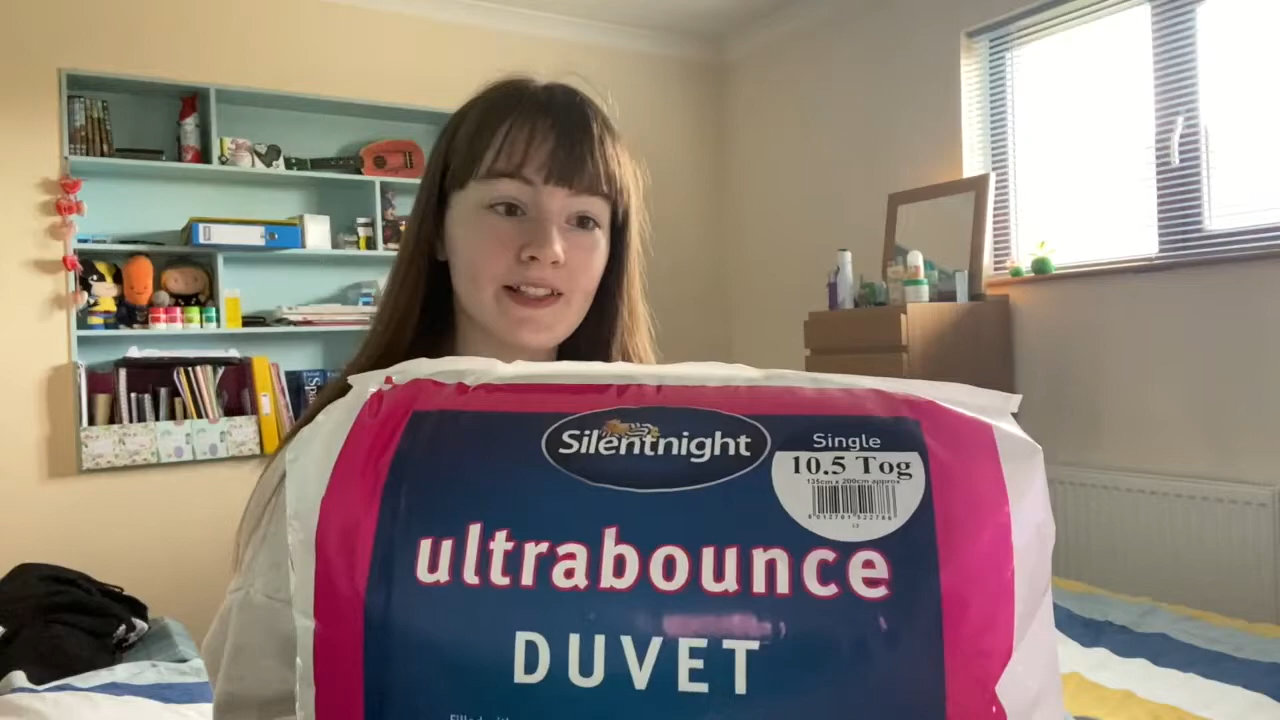 Silentnight
Single
10.5 Tog
135cm x 200cm approx
ultrabounce
DUVET